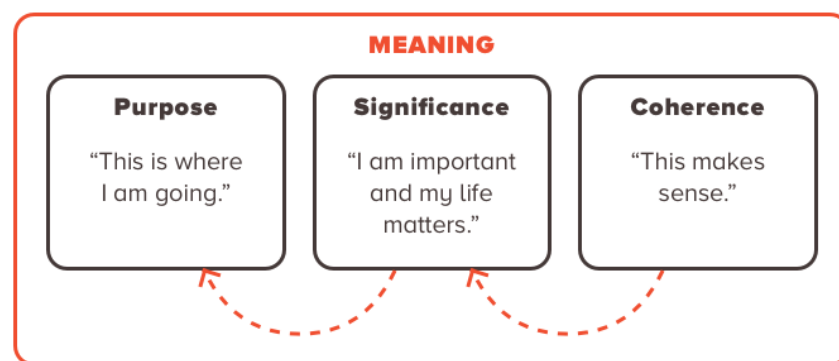 MEANING
Purpose
“This is where
I am going.”
Significance
“I am important
and my life
matters.”
Coherence
“This makes
sense.”